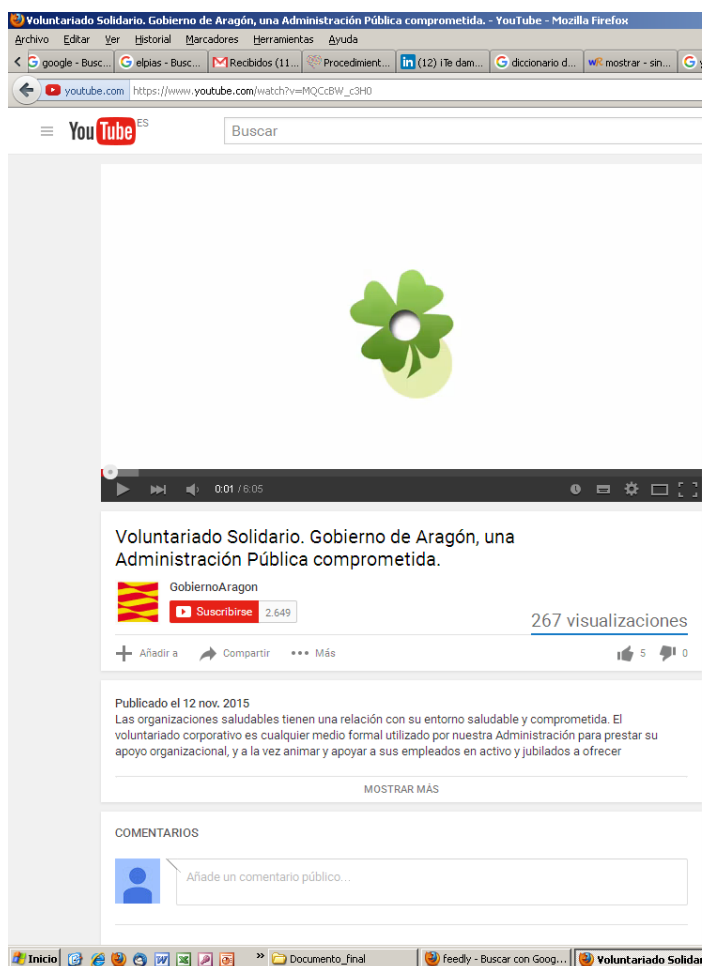 Voluntariado Solidario. Gobierno de Aragón, una Administración Pública comprometida. - YouTube - Mozilla Firefox
Archivo Editar Ver Historial Marcadores Herramientas Ayuda
google - Busc... elpias - Busc... Recibidos (11... Procedimient... (12) ¡Te dam... diccionario d... mostrar - sin...
youtube.com https://www.youtube.com/watch?v=MQCcBW_c3H0
YouTube ES Buscar
0:01 / 6:05
Voluntariado Solidario. Gobierno de Aragón, una
Administración Pública comprometida.
GobiernoAragon
Suscribirse 2.649
267 visualizaciones
Añadir a Compartir Más 5 0
Publicado el 12 nov. 2015
Las organizaciones saludables tienen una relación con su entorno saludable y comprometida. El
voluntariado corporativo es cualquier medio formal utilizado por nuestra Administración para prestar su
apoyo organizacional, y a la vez animar y apoyar a sus empleados en activo y jubilados a ofrecer
MOSTRAR MÁS
COMENTARIOS
Añade un comentario público...
Inicio » Documento_final feedly - Buscar con Goog... Voluntariado Solidar